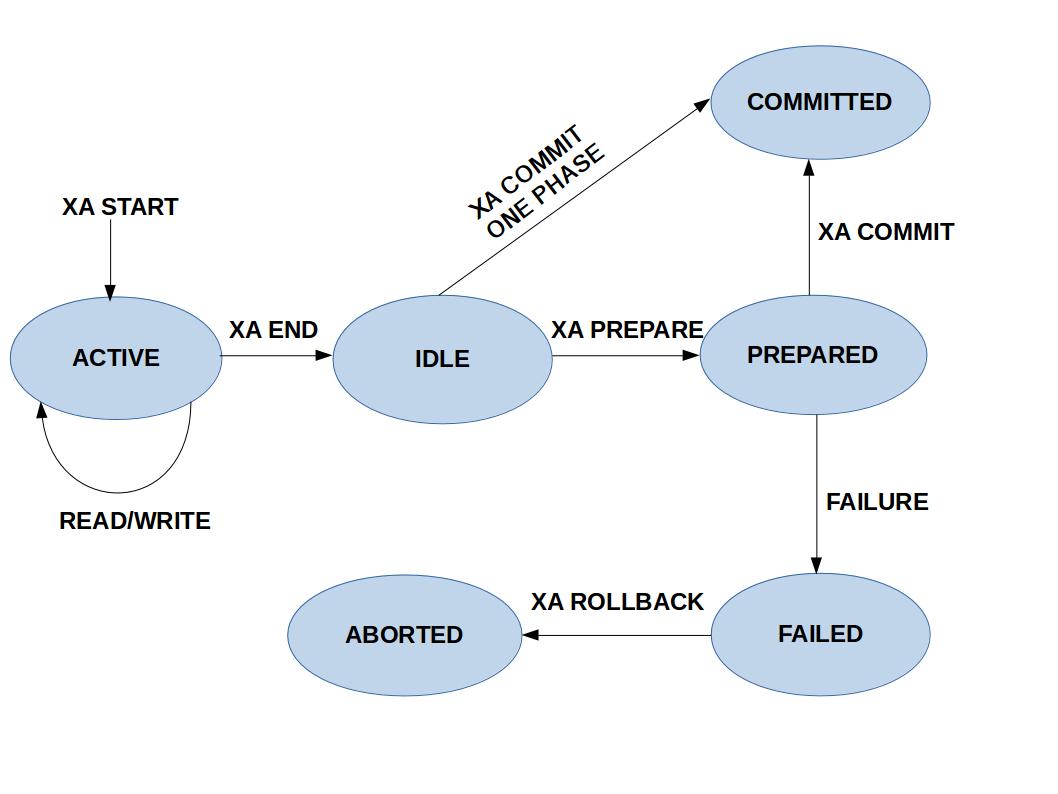 COMMITTED
XA COMMIT
ONE PHASE
XA START
XA COMMIT
XA END
XA PREPARE
ACTIVE
IDLE
PREPARED
READ/WRITE
FAILURE
XA ROLLBACK
ABORTED
FAILED